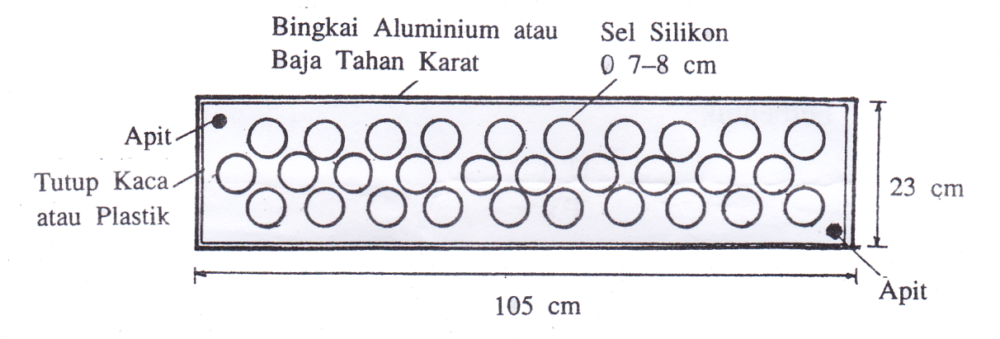 Bingkai Aluminium atau
Baja Tahan Karat
Sel Silikon
0 7–8 cm
Apit
Tutup Kaca
atau Plastik
23 cm
105 cm
Apit